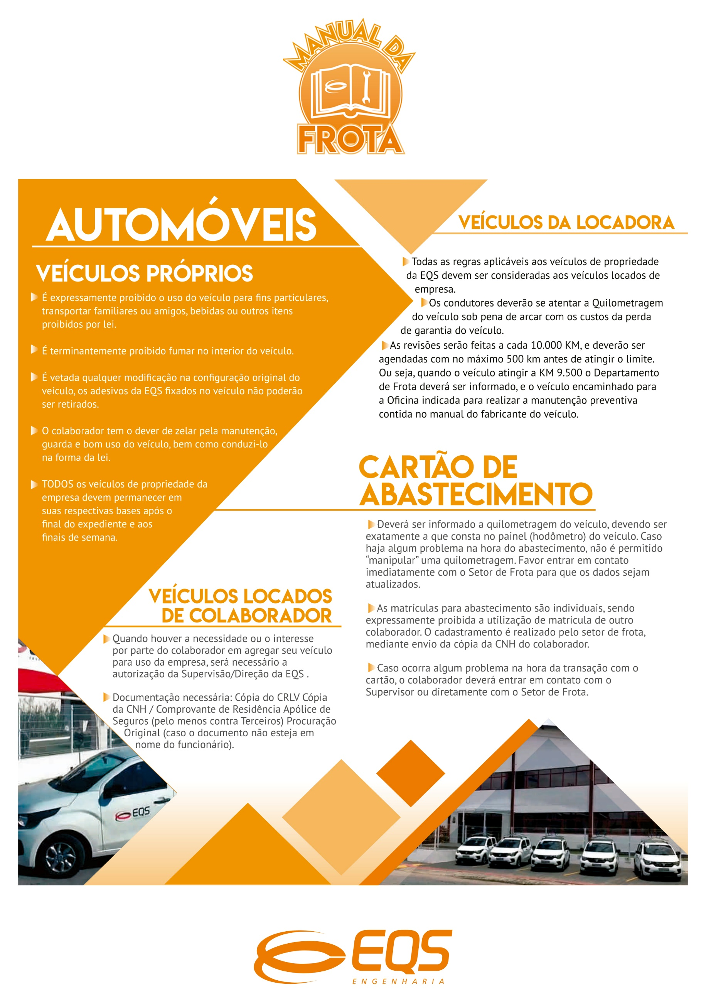 MANUAL DA
FROTA
AUTOMÓVEIS
VEÍCULOS PRÓPRIOS
É expressamente proibido o uso do veículo para fins particulares,
transportar familiares ou amigos, bebidas ou outros itens
proibidos por lei.
É terminantemente proibido fumar no interior do veículo.
É vetada qualquer modificação na configuração original do
veículo, os adesivos da EQS fixados no veículo não poderão
ser retirados.
O colaborador tem o dever de zelar pela manutenção,
guarda e bom uso do veículo, bem como conduzi-lo
na forma da lei.
TODOS os veículos de propriedade da
empresa devem permanecer em
suas respectivas bases após o
final do expediente e aos
finais de semana.
VEÍCULOS LOCADOS
DE COLABORADOR
Quando houver a necessidade ou o interesse
por parte do colaborador em agregar seu veículo
para uso da empresa, será necessário a
autorização da Supervisão/Direção da EQS .
Documentação necessária: Cópia do CRLV Cópia
da CNH / Comprovante de Residência Apólice de
Seguros (pelo menos contra Terceiros) Procuração
Original (caso o documento não esteja em
nome do funcionário).
VEÍCULOS DA LOCADORA
Todas as regras aplicáveis aos veículos de propriedade
da EQS devem ser consideradas aos veículos locados de
empresa.
Os condutores deverão se atentar a Quilometragem
do veículo sob pena de arcar com os custos da perda
de garantia do veículo.
As revisões serão feitas a cada 10.000 KM, e deverão ser
agendadas com no máximo 500 km antes de atingir o limite.
Ou seja, quando o veículo atingir a KM 9.500 o Departamento
de Frota deverá ser informado, e o veículo encaminhado para
a Oficina indicada para realizar a manutenção preventiva
contida no manual do fabricante do veículo.
CARTÃO DE
ABASTECIMENTO
Deverá ser informado a quilometragem do veículo, devendo ser
exatamente a que consta no painel (hodômetro) do veículo. Caso
haja algum problema na hora do abastecimento, não é permitido
“manipular” uma quilometragem. Favor entrar em contato
imediatamente com o Setor de Frota para que os dados sejam
atualizados.
As matrículas para abastecimento são individuais, sendo
expressamente proibida a utilização de matrícula de outro
colaborador. O cadastramento é realizado pelo setor de frota,
mediante envio da cópia da CNH do colaborador.
Caso ocorra algum problema na hora da transação com o
cartão, o colaborador deverá entrar em contato com o
Supervisor ou diretamente com o Setor de Frota.
EQS
EQS
ENGENHARIA